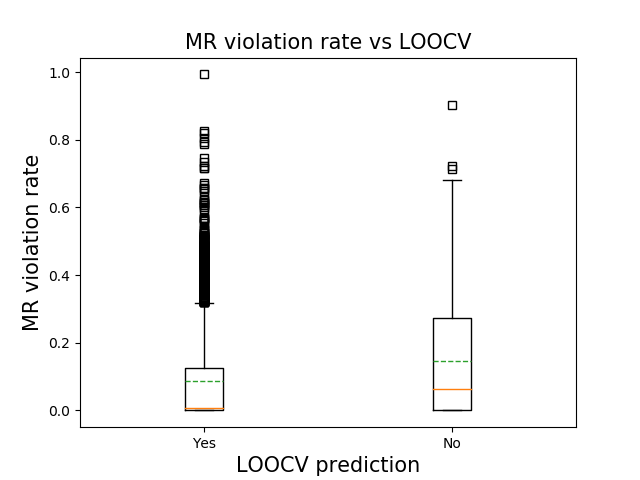 MR violation rate vs LOOCV
MR violation rate
1.0
0.8
0.6
0.4
0.2
0.0
Yes
No
LOOCV prediction